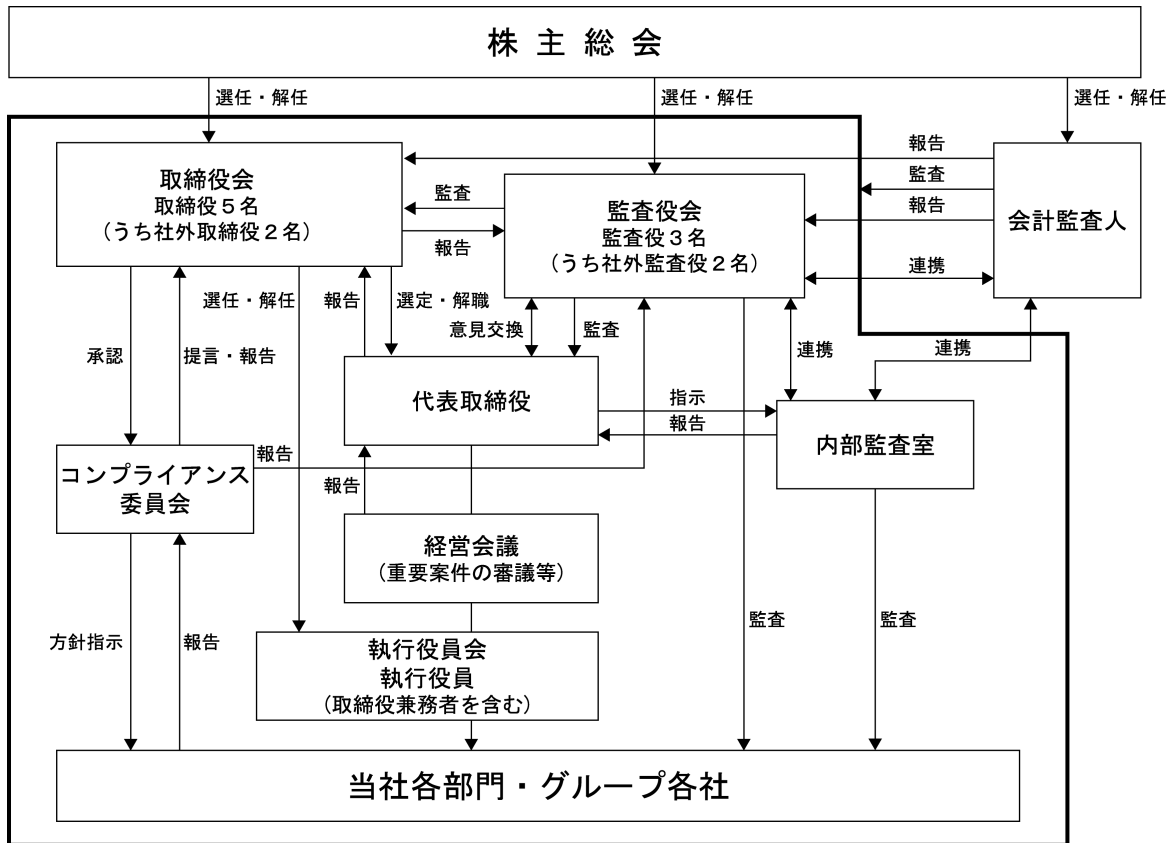 株主総会
選任・解任
選任・解任
選任・解任
取締役会
取締役５名
（うち社外取締役２名）
監査
報告
監査役会
監査役３名
（うち社外監査役２名）
報告
監査
報告
連携
会計監査人
選任・解任
報告
選定・解職
意見交換
監査
承認
提言・報告
連携
連携
代表取締役
指示
報告
内部監査室
コンプライアンス
委員会
報告
報告
経営会議
（重要案件の審議等）
方針指示
報告
執行役員会
執行役員
（取締役兼務者を含む）
監査
監査
当社各部門・グループ各社